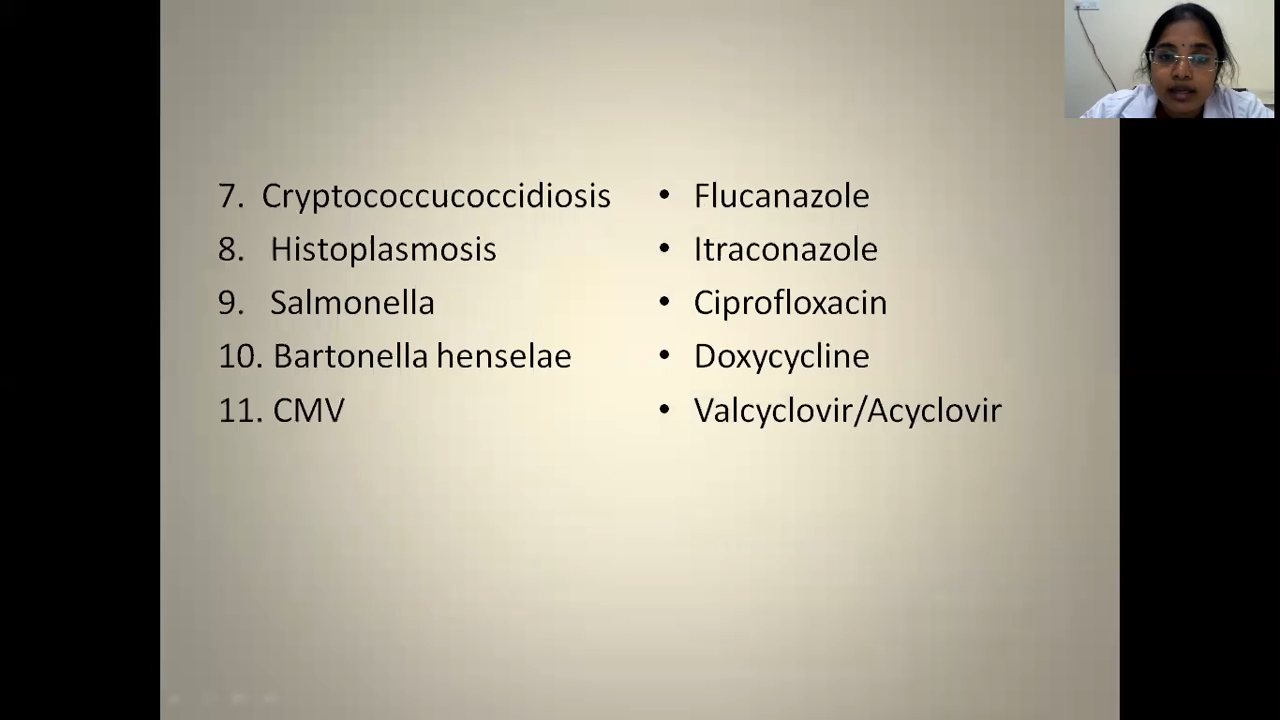 7. Cryptococcucoccidiosis • Flucanazole
8. Histoplasmosis • Itraconazole
9. Salmonella • Ciprofloxacin
10. Bartonella henselae • Doxycycline
11. CMV • Valcyclovir/Acyclovir